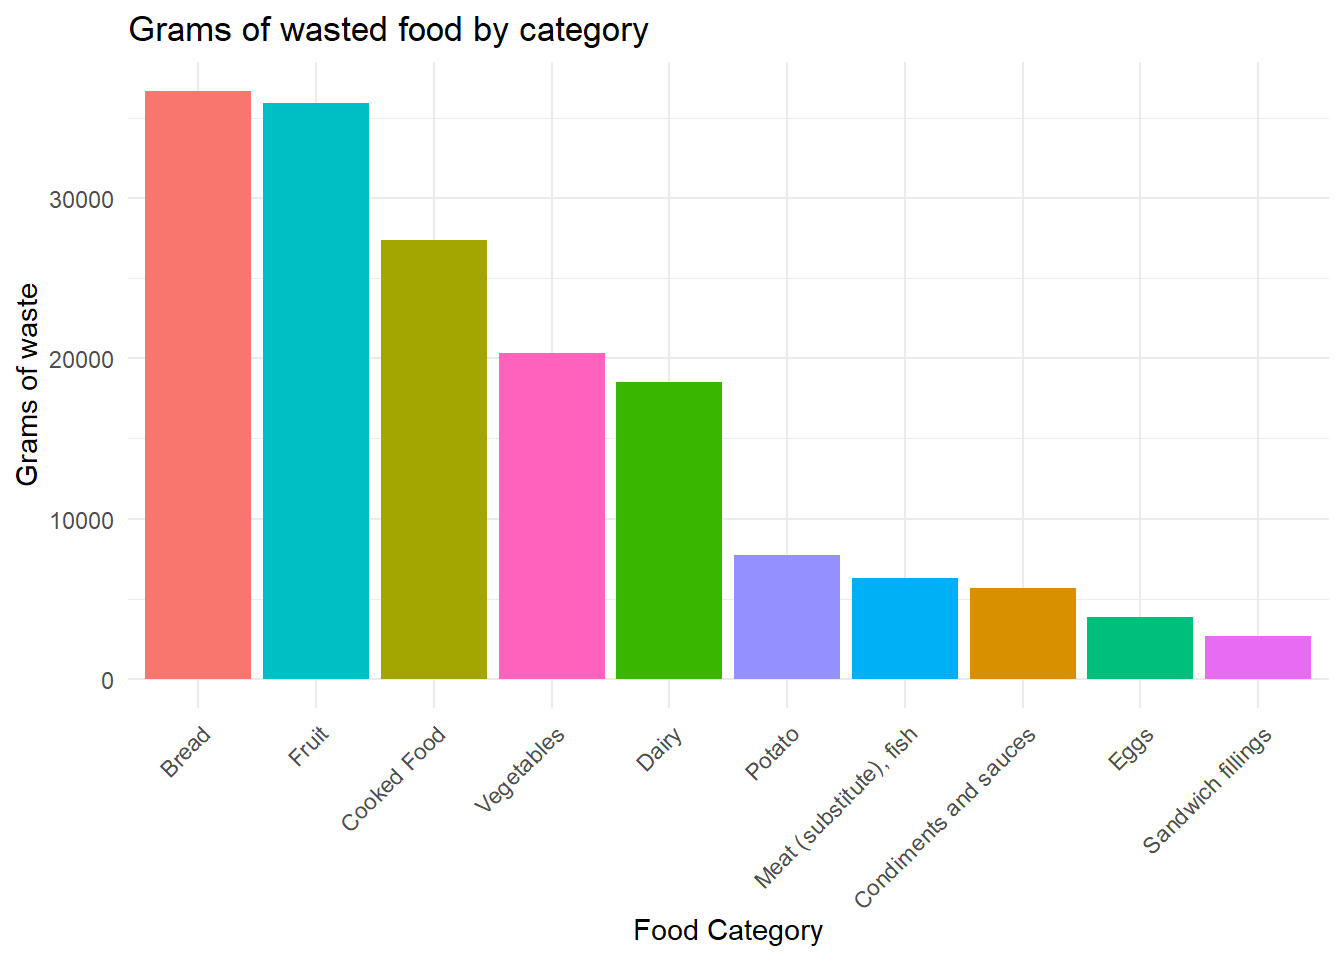 Grams of wasted food by category
Grams of waste
30000
20000
10000
0
Bread
Fruit
Cooked Food
Vegetables
Dairy
Potato
Meat (substitute), fish
Condiments and sauces
Eggs
Sandwich fillings
Food Category